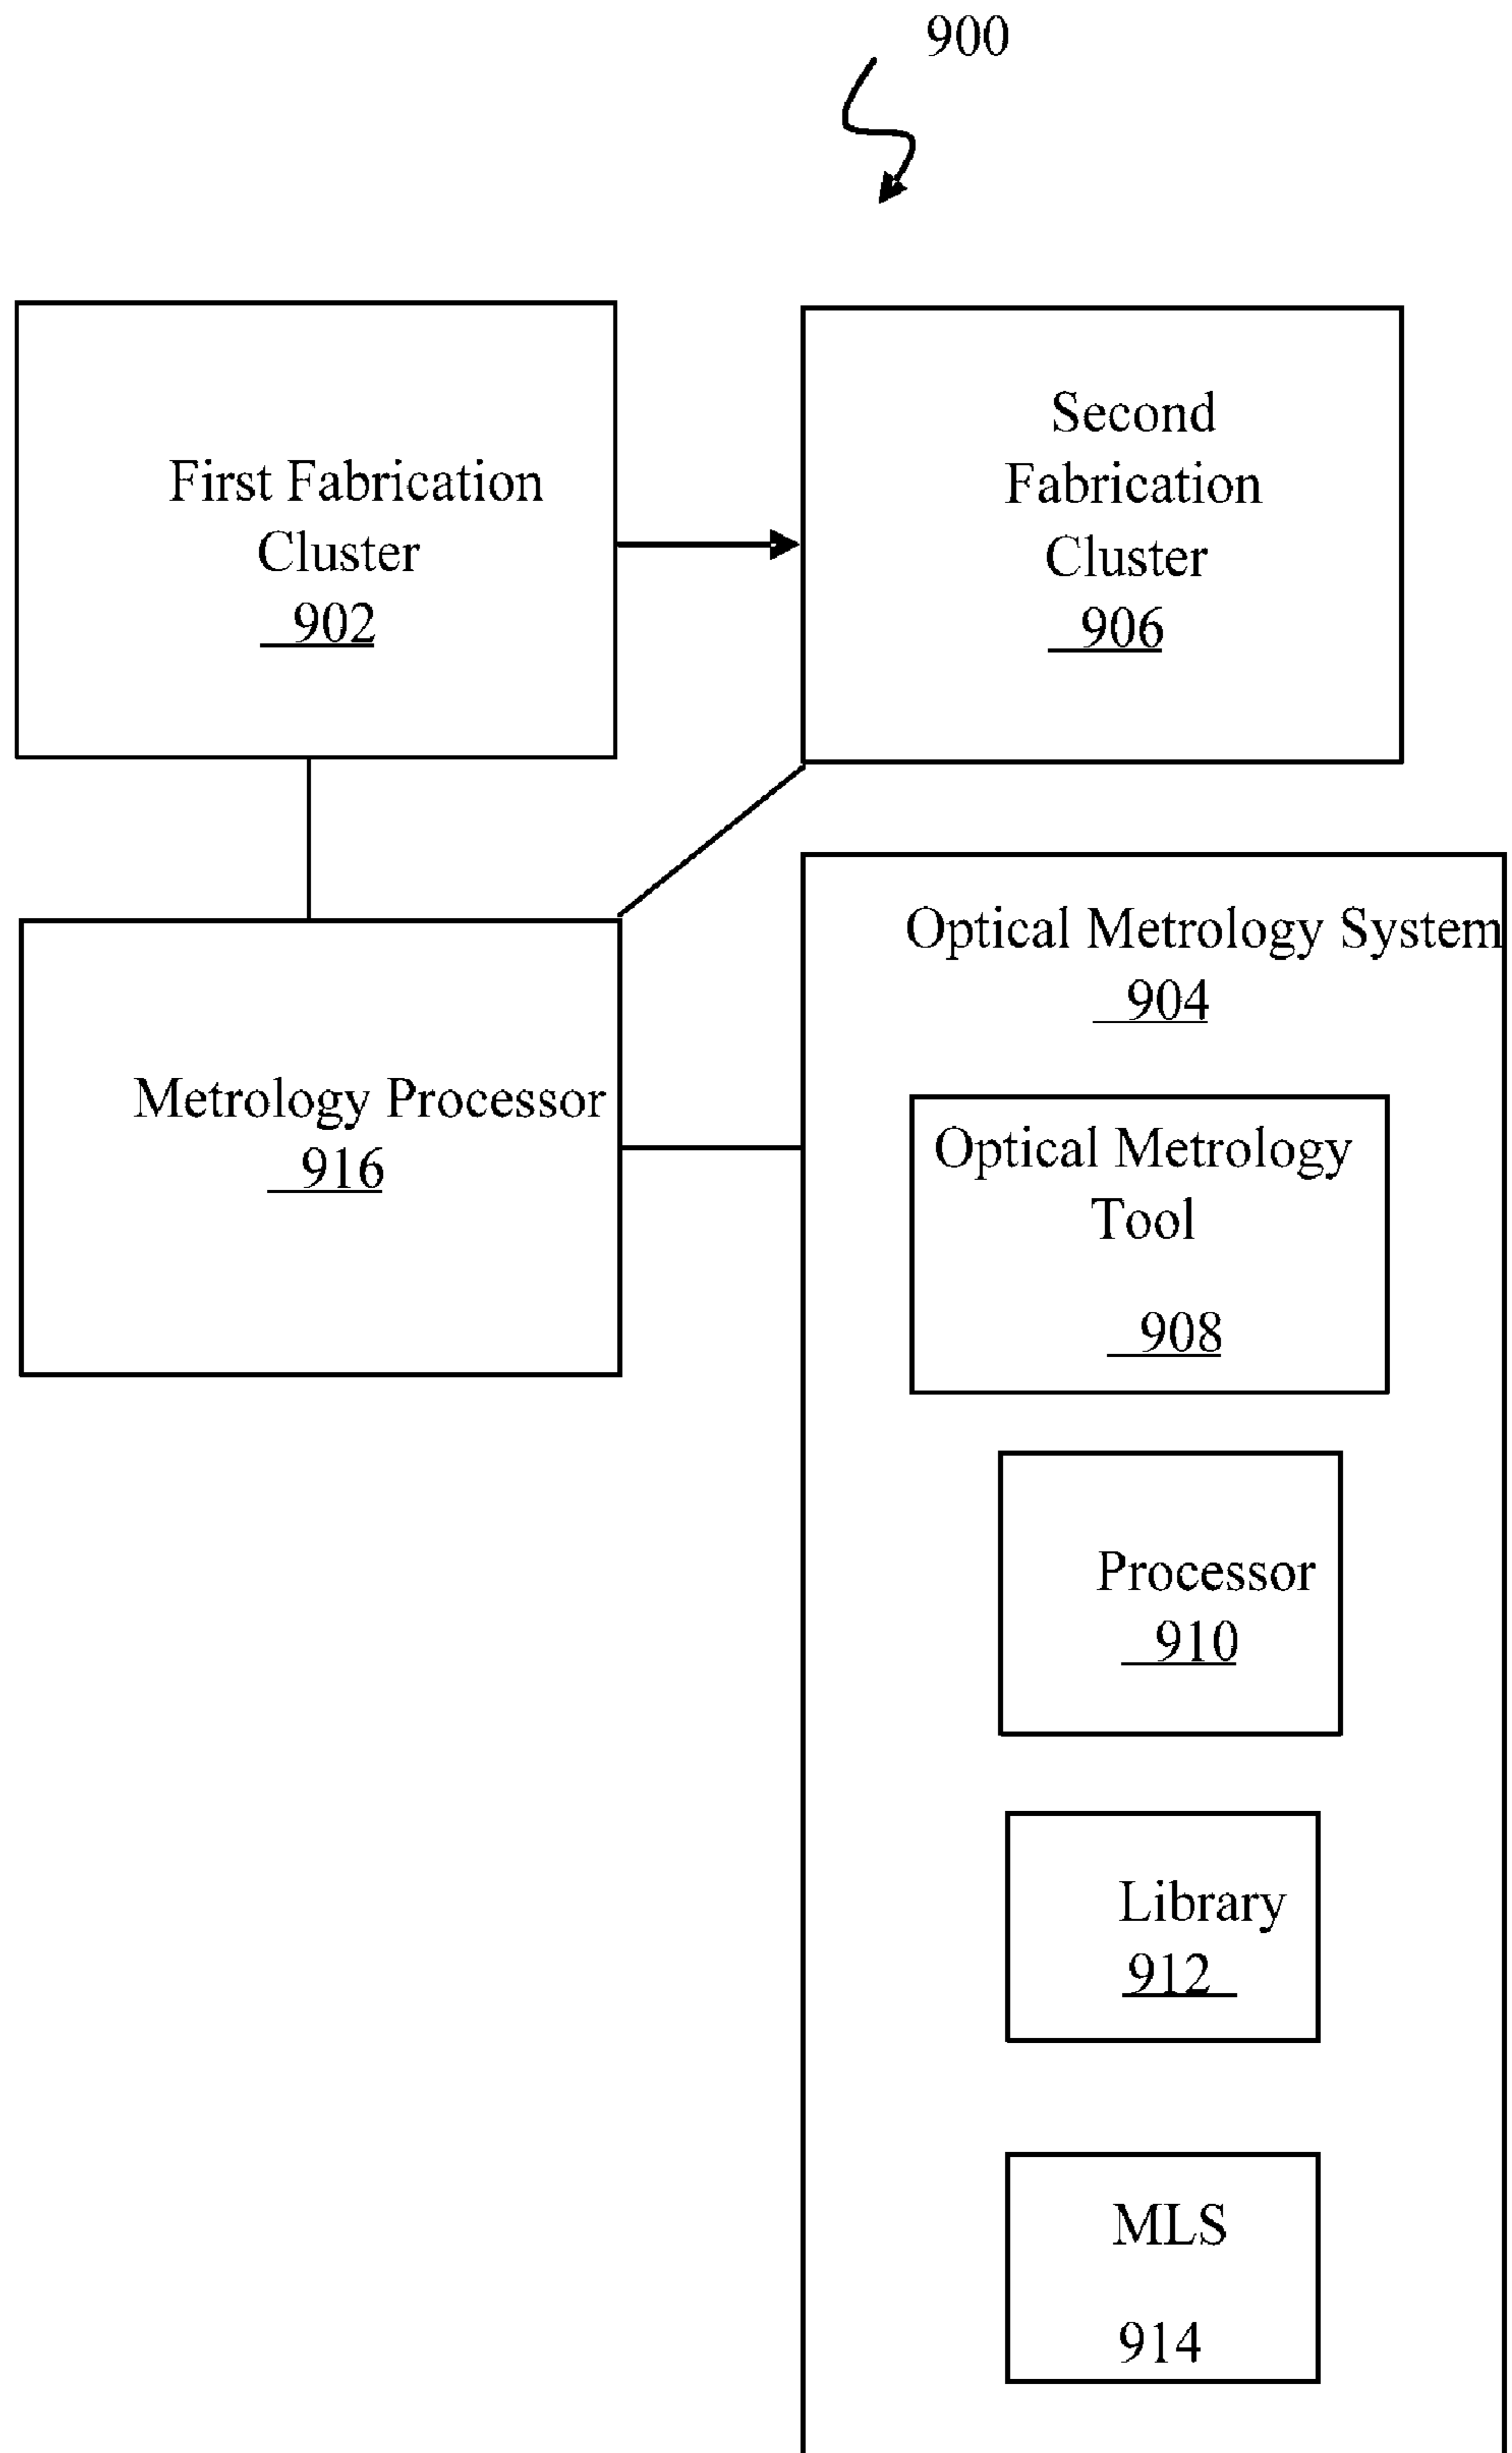 900
First Fabrication
Cluster
902
Second
Fabrication
Cluster
906
Metrology Processor
916
Optical Metrology System
904
Optical Metrology
Tool
908
Processor
910
Library
912
MLS
914